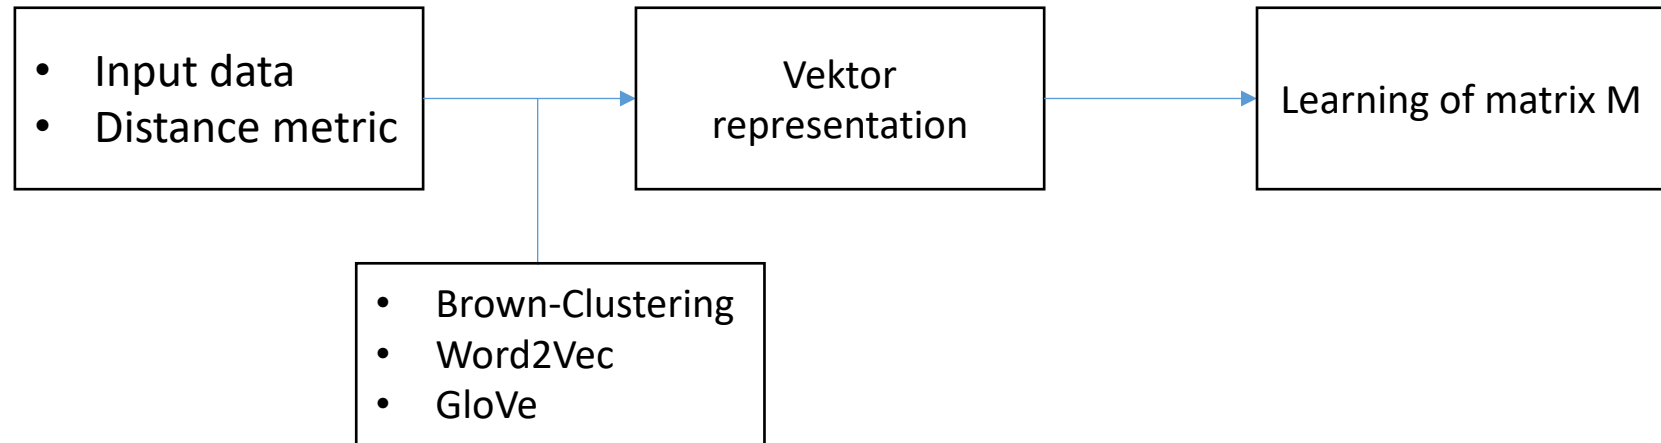 • Input data
• Distance metric
Vektor
representation
Learning of matrix M
• Brown-Clustering
• Word2Vec
• GloVe